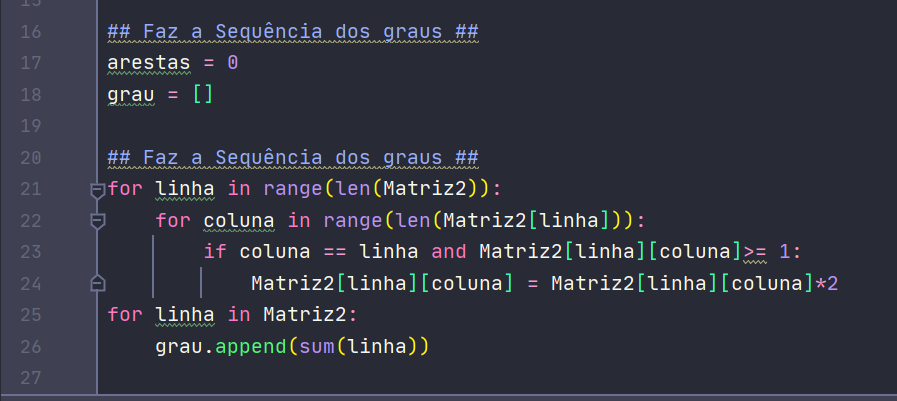 16 ## Faz a Sequência dos graus ##
17 arestas = 0
18 grau = []
19
20 ## Faz a Sequência dos graus ##
21 for linha in range(len(Matriz2)):
22     for coluna in range(len(Matriz2[linha])):
23         if coluna == linha and Matriz2[linha][coluna]>= 1:
24             Matriz2[linha][coluna] = Matriz2[linha][coluna]*2
25 for linha in Matriz2:
26     grau.append(sum(linha))
27